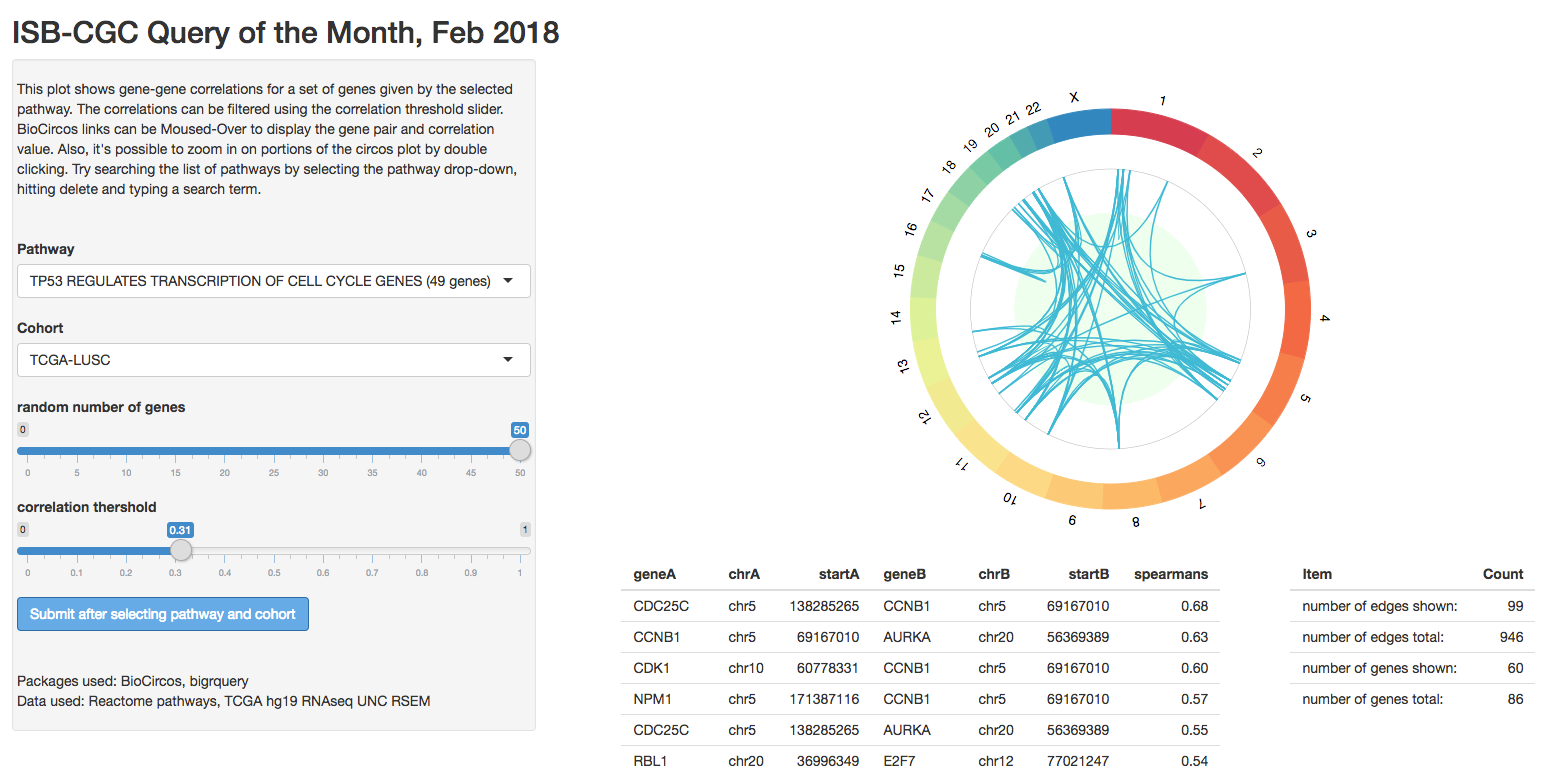 ISB-CGC Query of the Month, Feb 2018
This plot shows gene-gene correlations for a set of genes given by the selected
pathway. The correlations can be filtered using the correlation threshold slider.
BioCircos links can be Moused-Over to display the gene pair and correlation
value. Also, it's possible to zoom in on portions of the circos plot by double
clicking. Try searching the list of pathways by selecting the pathway drop-down,
hitting delete and typing a search term.
Pathway
TP53 REGULATES TRANSCRIPTION OF CELL CYCLE GENES (49 genes)
Cohort
TCGA-LUSC
random number of genes
0 50
0 5 10 15 20 25 30 35 40 45 50
correlation thershold
0 0.31 1
0 0.1 0.2 0.3 0.4 0.5 0.6 0.7 0.8 0.9 1
Submit after selecting pathway and cohort
Packages used: BioCircos, bigrquery
Data used: Reactome pathways, TCGA hg19 RNAseq UNC RSEM
1
2
3
4
5
6
7
8
9
10
11
12
13
14
15
16
17
18
19
20
21
22
X
geneA chrA startA geneB chrB startB spearmans
CDC25C chr5 138285265 CCNB1 chr5 69167010 0.68
CCNB1 chr5 69167010 AURKA chr20 56369389 0.63
CDK1 chr10 60778331 CCNB1 chr5 69167010 0.60
NPM1 chr5 171387116 CCNB1 chr5 69167010 0.57
CDC25C chr5 138285265 AURKA chr20 56369389 0.55
RBL1 chr20 36996349 E2F7 chr12 77021247 0.54
Item Count
number of edges shown: 99
number of edges total: 946
number of genes shown: 60
number of genes total: 86